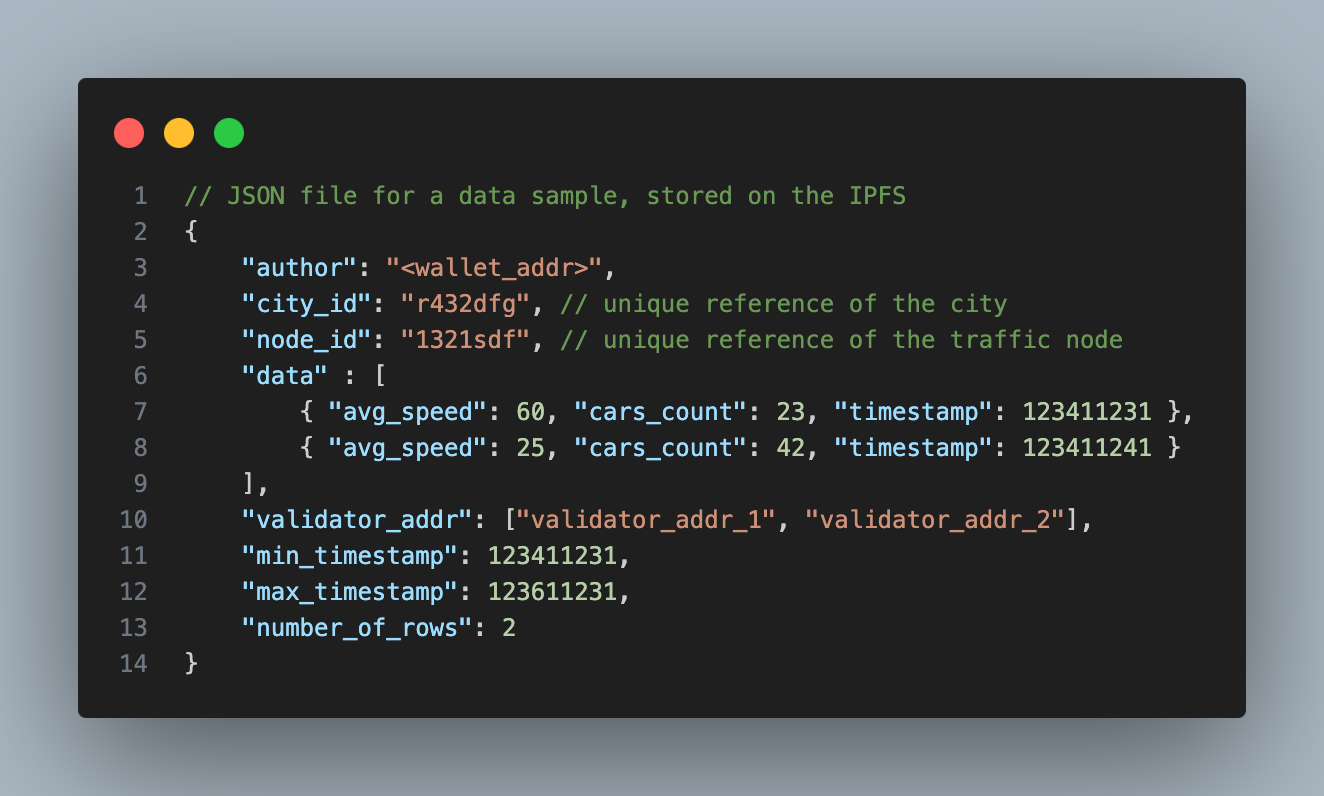 1 // JSON file for a data sample, stored on the IPFS
2 {
3     "author": "<wallet_addr>",
4     "city_id": "r432dfg", // unique reference of the city
5     "node_id": "1321sdf", // unique reference of the traffic node
6     "data" : [
7         { "avg_speed": 60, "cars_count": 23, "timestamp": 123411231 },
8         { "avg_speed": 25, "cars_count": 42, "timestamp": 123411241 }
9     ],
10     "validator_addr": ["validator_addr_1", "validator_addr_2"],
11     "min_timestamp": 123411231,
12     "max_timestamp": 123611231,
13     "number_of_rows": 2
14 }